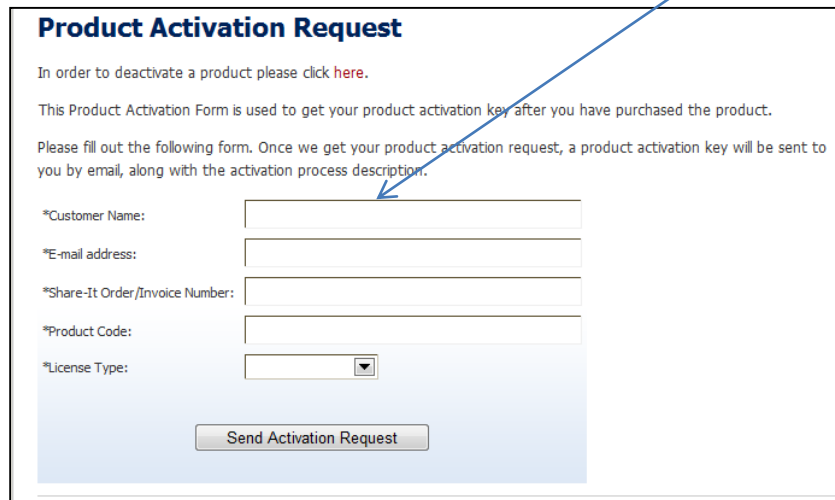 Product Activation Request
In order to deactivate a product please click here.
This Product Activation Form is used to get your product activation key after you have purchased the product.
Please fill out the following form. Once we get your product activation request, a product activation key will be sent to
you by email, along with the activation process description.
*Customer Name:
*E-mail address:
*Share-It Order/Invoice Number:
*Product Code:
*License Type:
Send Activation Request